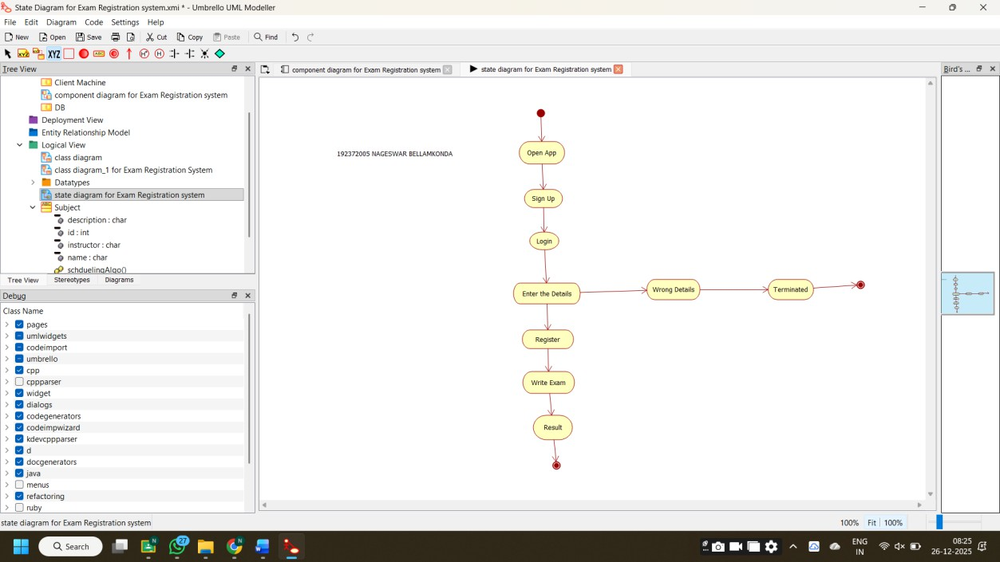 State Diagram for Exam Registration system.xmi * - Umbrello UML Modeller
File Edit Diagram Code Settings Help
New Open Save Cut Copy Paste Find
XYZ XYZ ABC H* H
Tree View
component diagram for Exam Registration system
state diagram for Exam Registration system
Bird's ...
Client Machine
component diagram for Exam Registration system
DB
Deployment View
Entity Relationship Model
Logical View
class diagram
class diagram_1 for Exam Registration System
Datatypes
state diagram for Exam Registration system
Subject
description : char
id : int
instructor : char
name : char
schduelingAlgo()
Tree View Stereotypes Diagrams
Debug
Class Name
pages
umlwidgets
codeimport
umbrello
cpp
cppparser
widget
dialogs
codegenerators
codeimpwizard
kdevcppparser
d
docgenerators
java
menus
refactoring
ruby
192372005 NAGESWAR BELLAMKONDA
Open App
Sign Up
Login
Enter the Details
Wrong Details
Terminated
Register
Write Exam
Result
state diagram for Exam Registration system
100% Fit 100%
Search
27
N
N
ENG
IN
08:25
26-12-2025